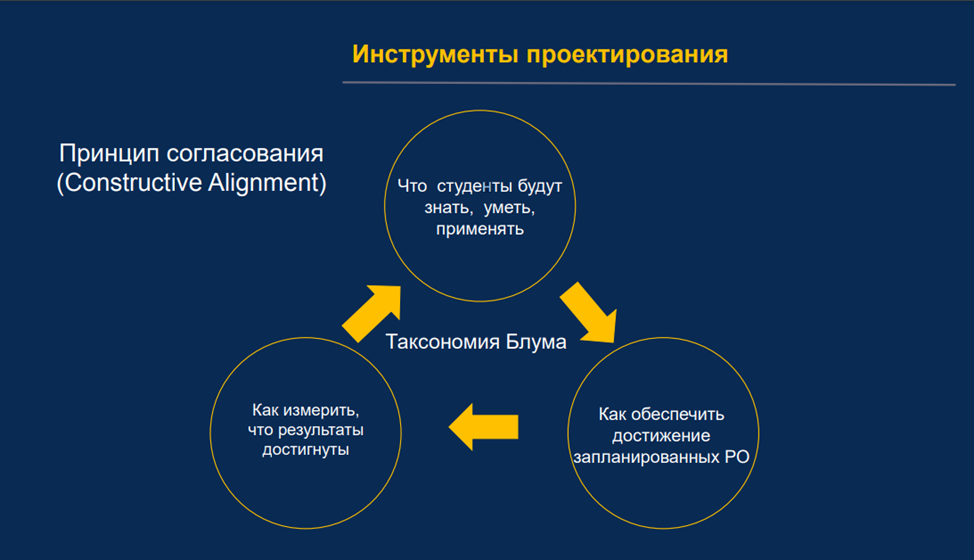 Инструменты проектирования
Принцип согласования
(Constructive Alignment)
Что студенты будут
знать, уметь,
применять
Таксономия Блума
Как измерить,
что результаты
достигнуты
Как обеспечить
достижение
запланированных РО